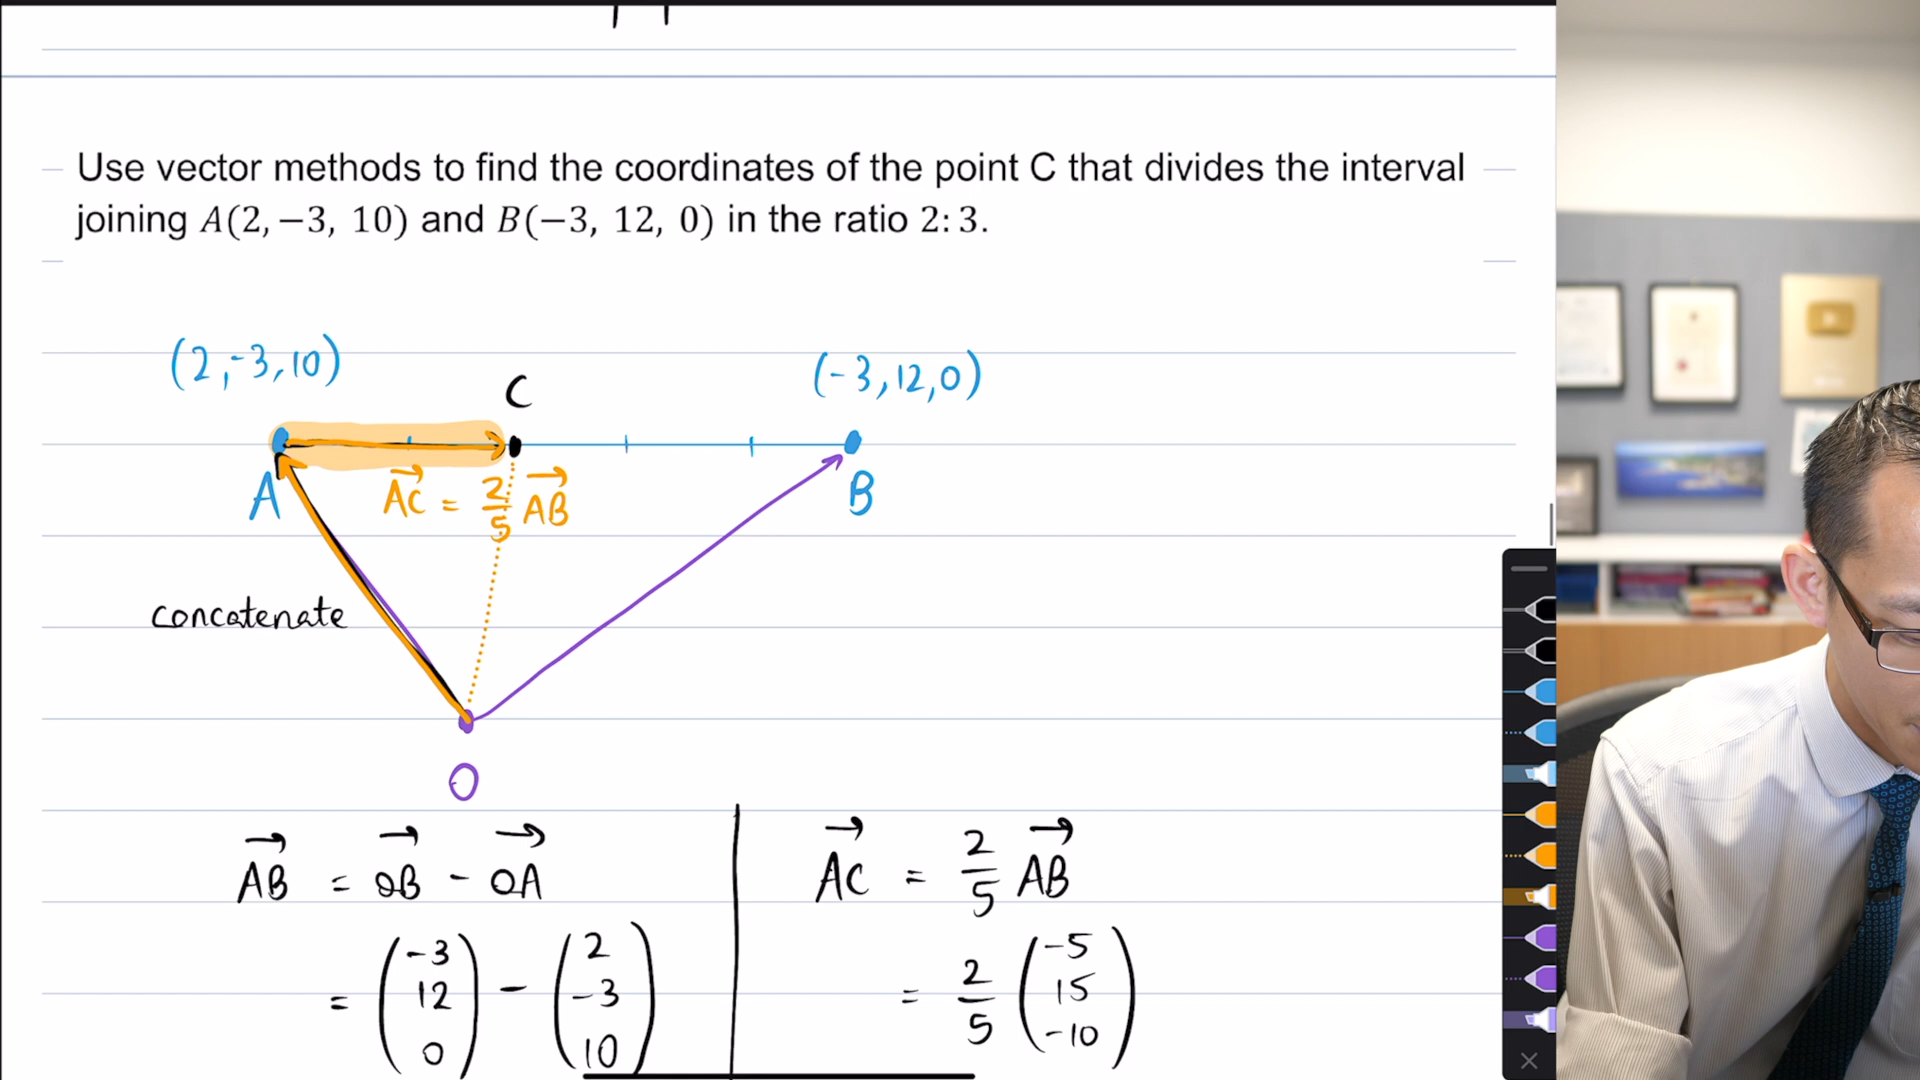 Use vector methods to find the coordinates of the point C that divides the interval
joining A(2, −3, 10) and B(−3, 12, 0) in the ratio 2: 3.
(2,-3,10)
C
(-3,12,0)
A
AC = 2/5 AB
B
concatenate
O
AB = OB - OA
= (-3 12 0) - (2 -3 10)
AC = 2/5 AB
= 2/5 (-5 15 -10)